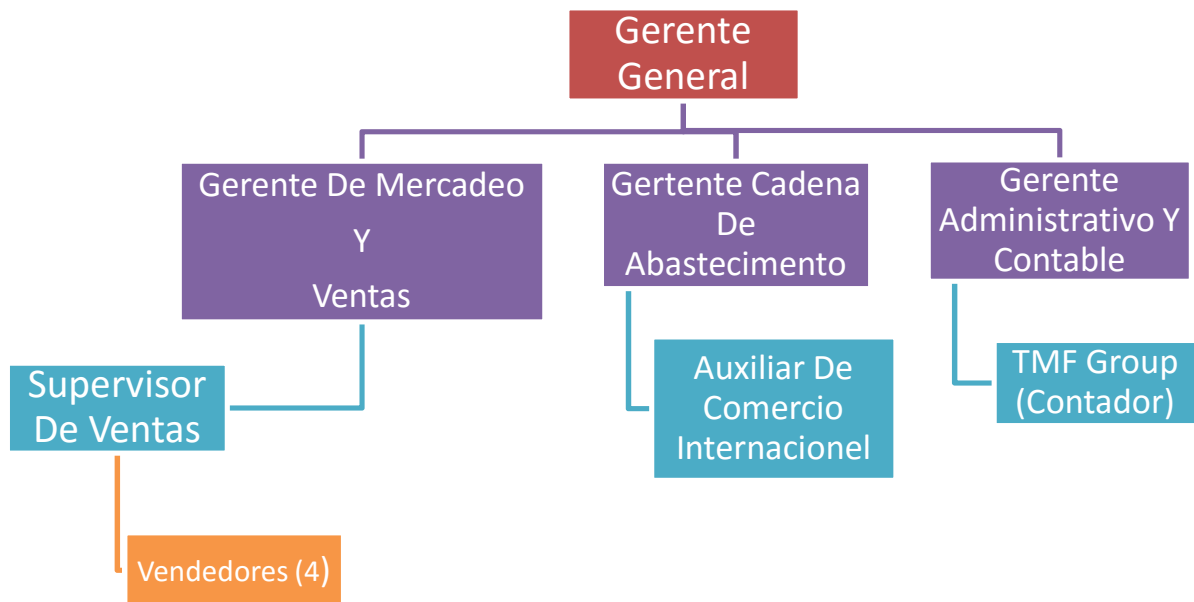 Gerente
General
Gerente De Mercadeo
Y
Ventas
Gertente Cadena
De
Abastecimento
Gerente
Administrativo Y
Contable
Supervisor
De Ventas
Auxiliar De
Comercio
Internacionel
TMF Group
(Contador)
Vendedores (4)